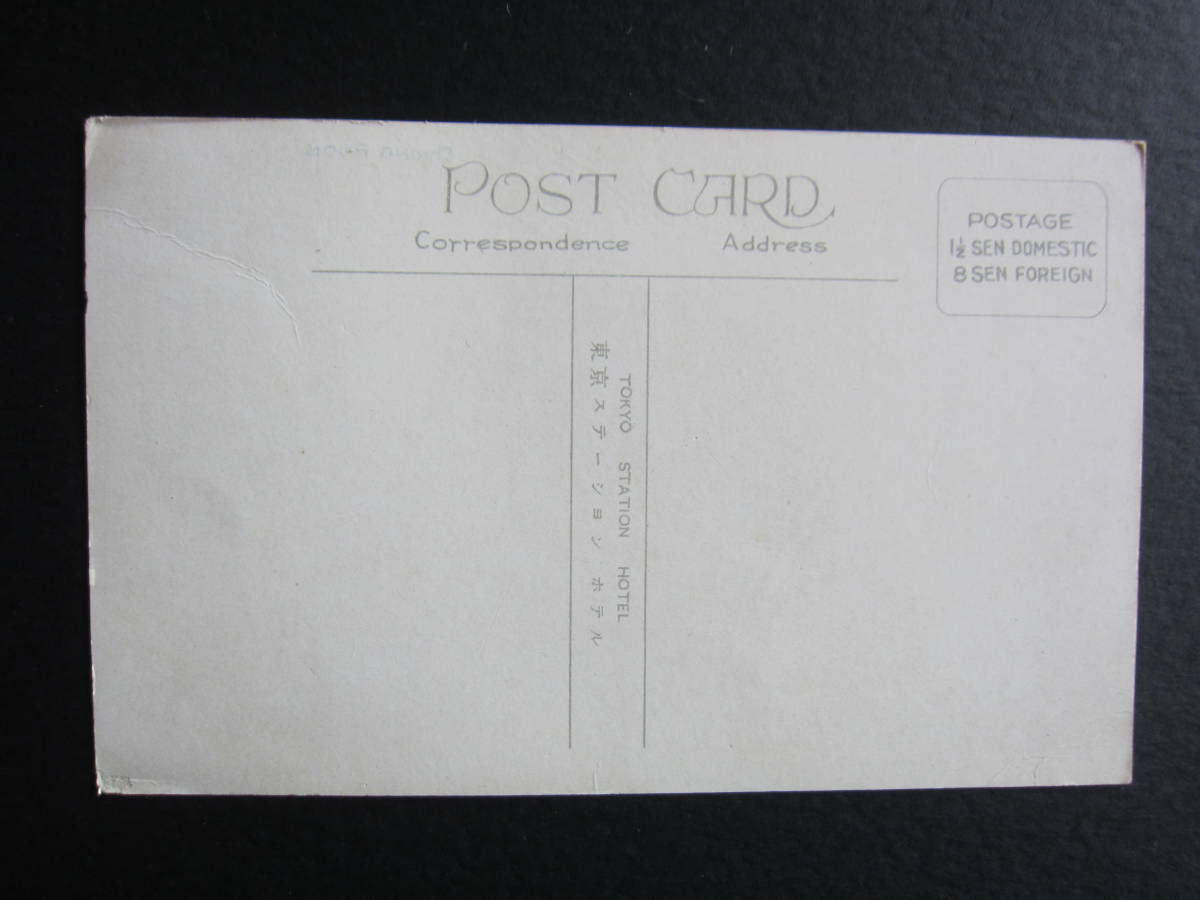 POST CARD
Correspondence Address
POSTAGE
1½ SEN DOMESTIC
8 SEN FOREIGN
TOKYO STATION HOTEL
東京ステーション ホテル